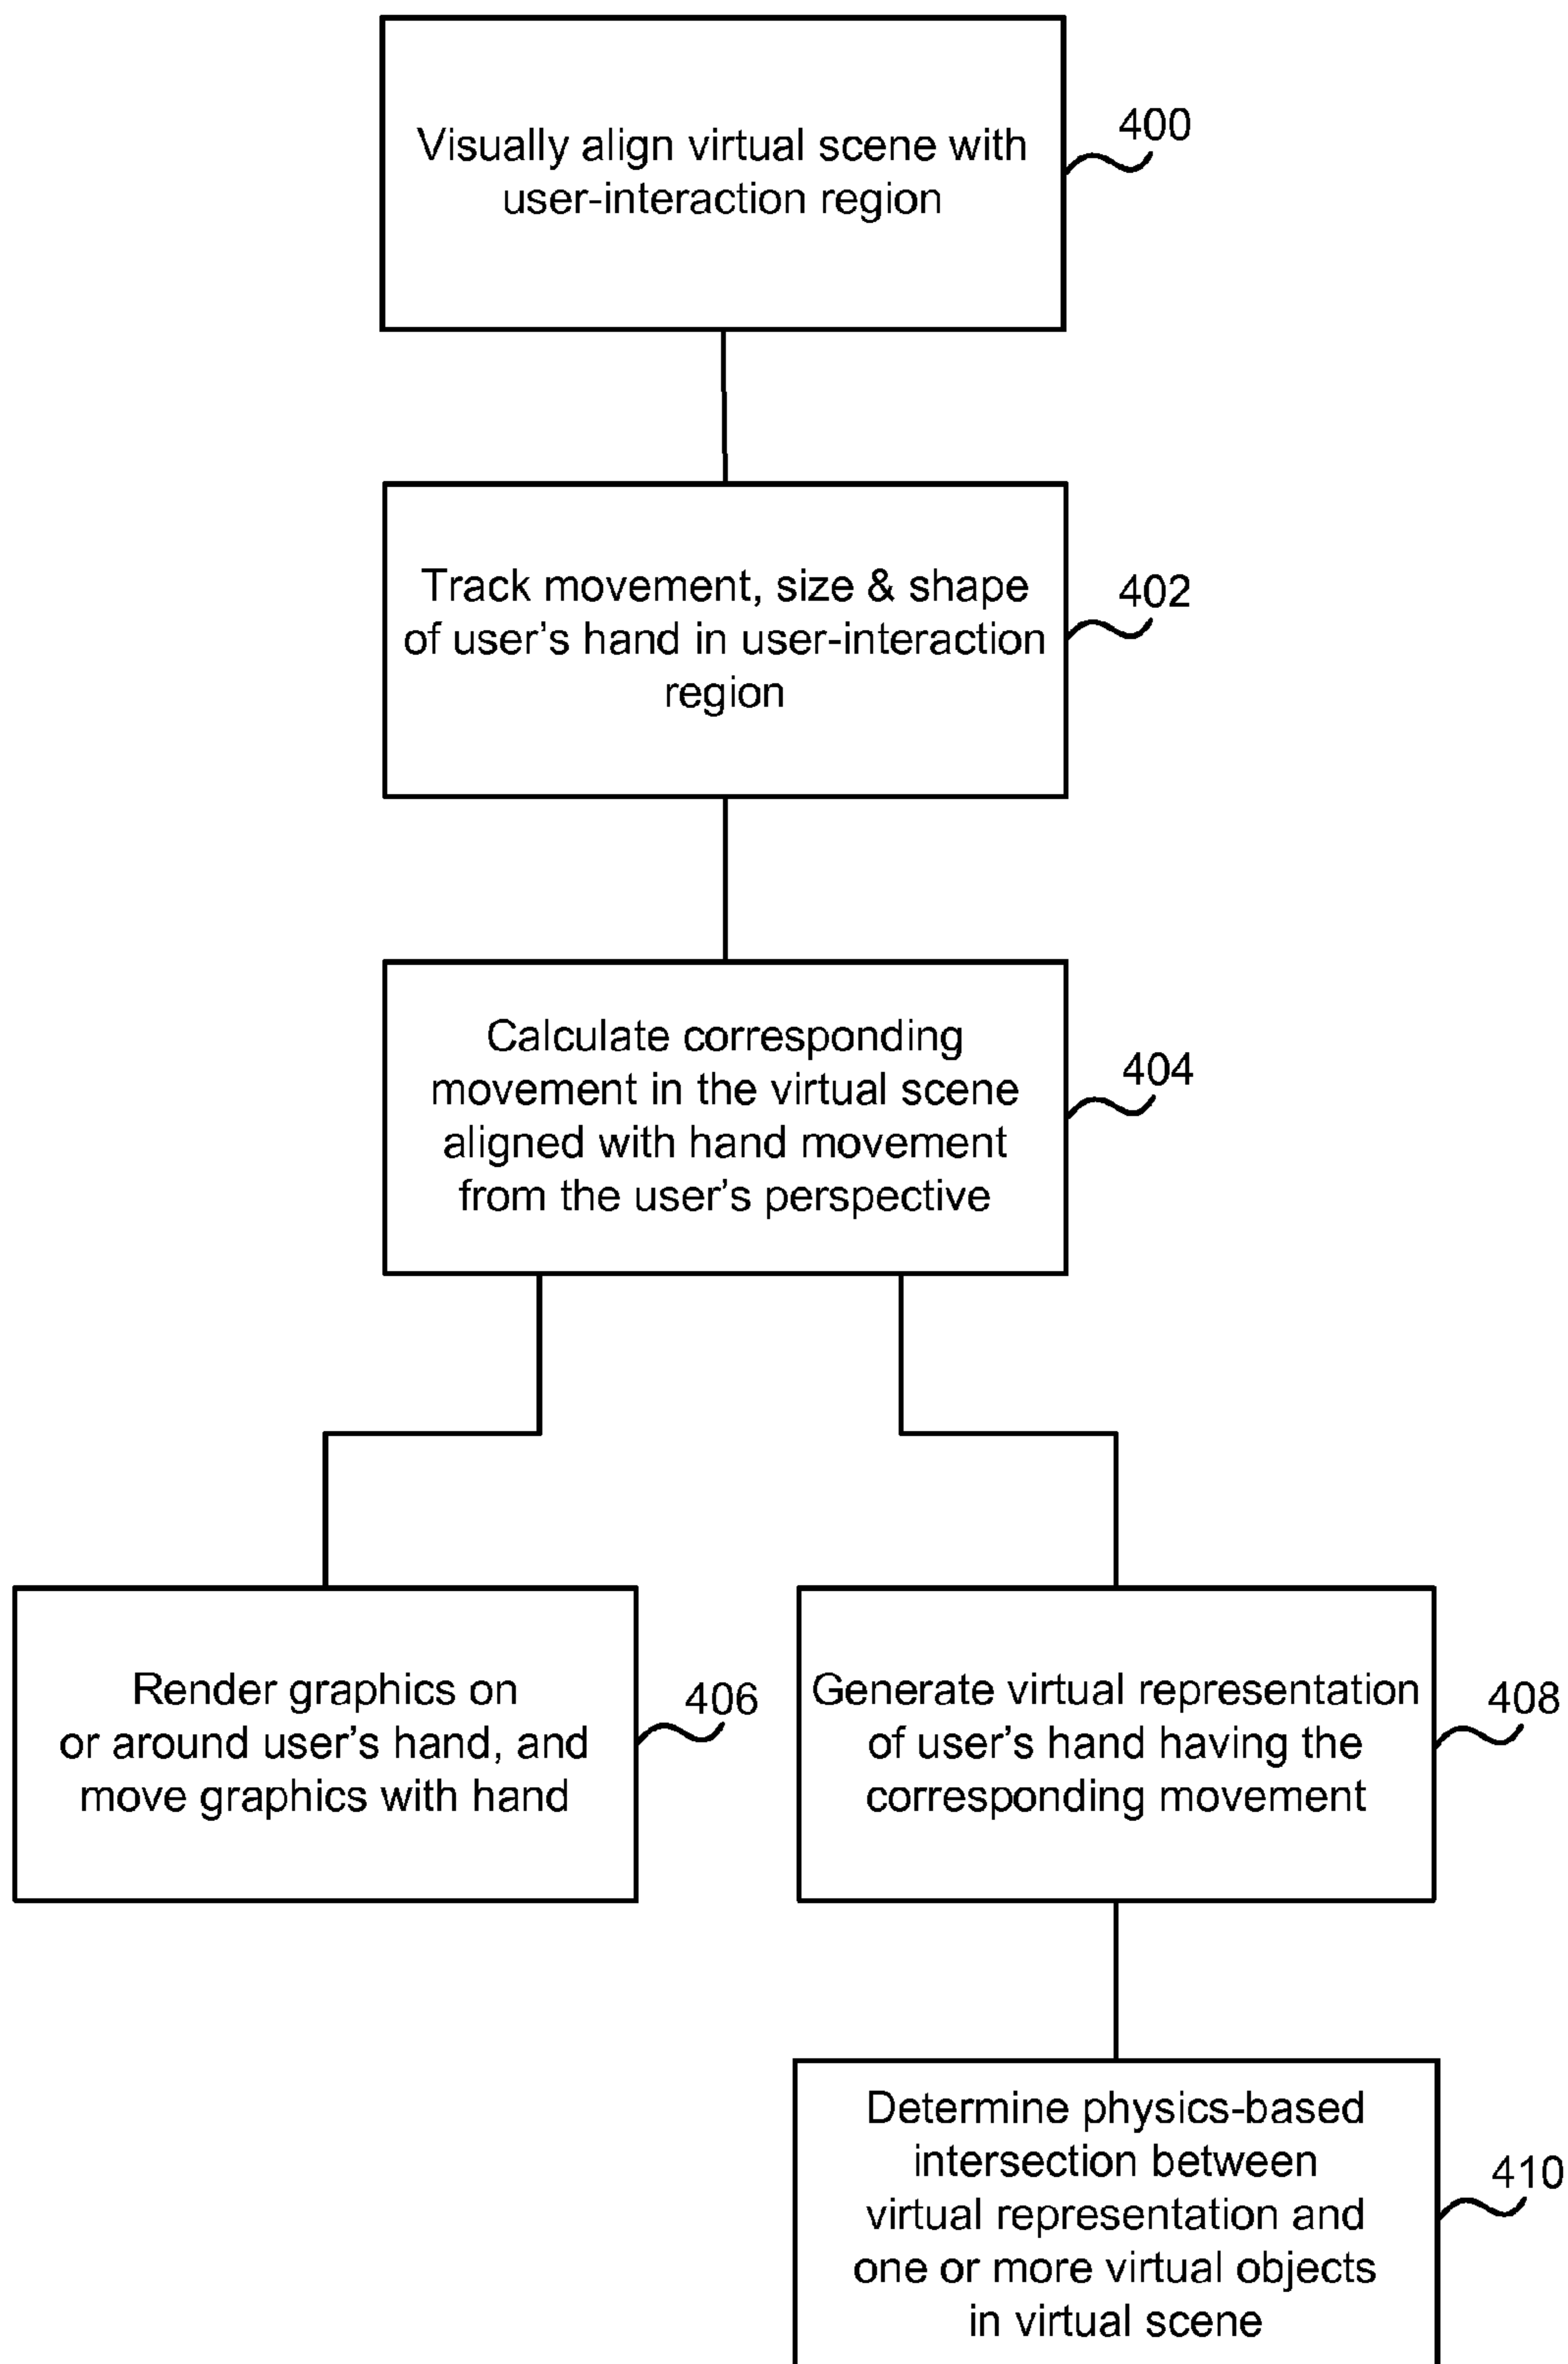 Visually align virtual scene with
user-interaction region
400
Track movement, size & shape
of user's hand in user-interaction
region
402
Calculate corresponding
movement in the virtual scene
aligned with hand movement
from the user's perspective
404
Render graphics on
or around user's hand, and
move graphics with hand
406
Generate virtual representation
of user's hand having the
corresponding movement
408
Determine physics-based
intersection between
virtual representation and
one or more virtual objects
in virtual scene
410